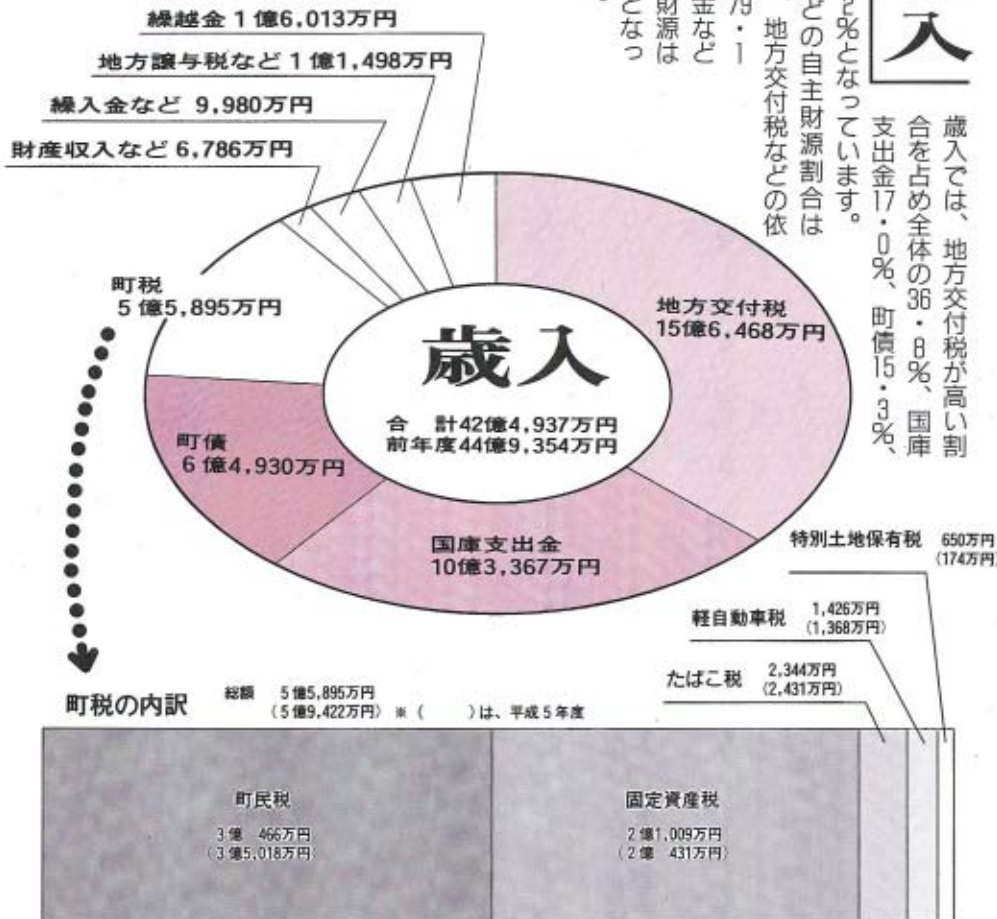 入
歳入では、地方交付税が高い割
合を占め全体の36・8%、国庫
支出金17・0%、町債15・3%、
2%となっています。
どの自主財源割合は
地方交付税などの依
79・1
金など
財源は
となっ
繰越金 1億6,013万円
地方譲与税など 1億1,498万円
繰入金など 9,980万円
財産収入など 6,786万円
町税
5億5,895万円
地方交付税
15億6,468万円
歳入
合 計42億4,937万円
前年度44億9,354万円
町債
6億4,930万円
国庫支出金
10億3,367万円
特別土地保有税 650万円
(174万円)
軽自動車税 1,426万円
(1,368万円)
たばこ税 2,344万円
(2,431万円)
町税の内訳 総額 5億5,895万円
(5億9,422万円) ※( )は、平成5年度
町民税
3億 466万円
(3億5,018万円)
固定資産税
2億1,009万円
(2億 431万円)